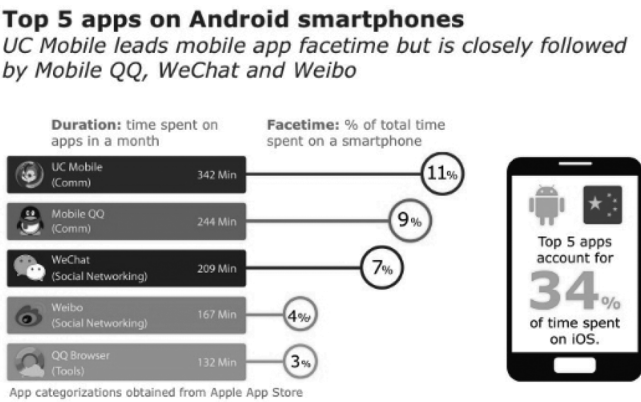 Top 5 apps on Android smartphones
UC Mobile leads mobile app facetime but is closely followed
by Mobile QQ, WeChat and Weibo
Duration: time spent on
apps in a month
Facetime: % of total time
spent on a smartphone
UC Mobile
(Comm)
342 Min
11%
Mobile QQ
(Comm)
244 Min
9%
WeChat
(Social Networking)
209 Min
7%
Weibo
(Social Networking)
167 Min
4%
QQ Browser
(Tools)
132 Min
3%
App categorizations obtained from Apple App Store
Top 5 apps
account for
34%
of time spent
on iOS.